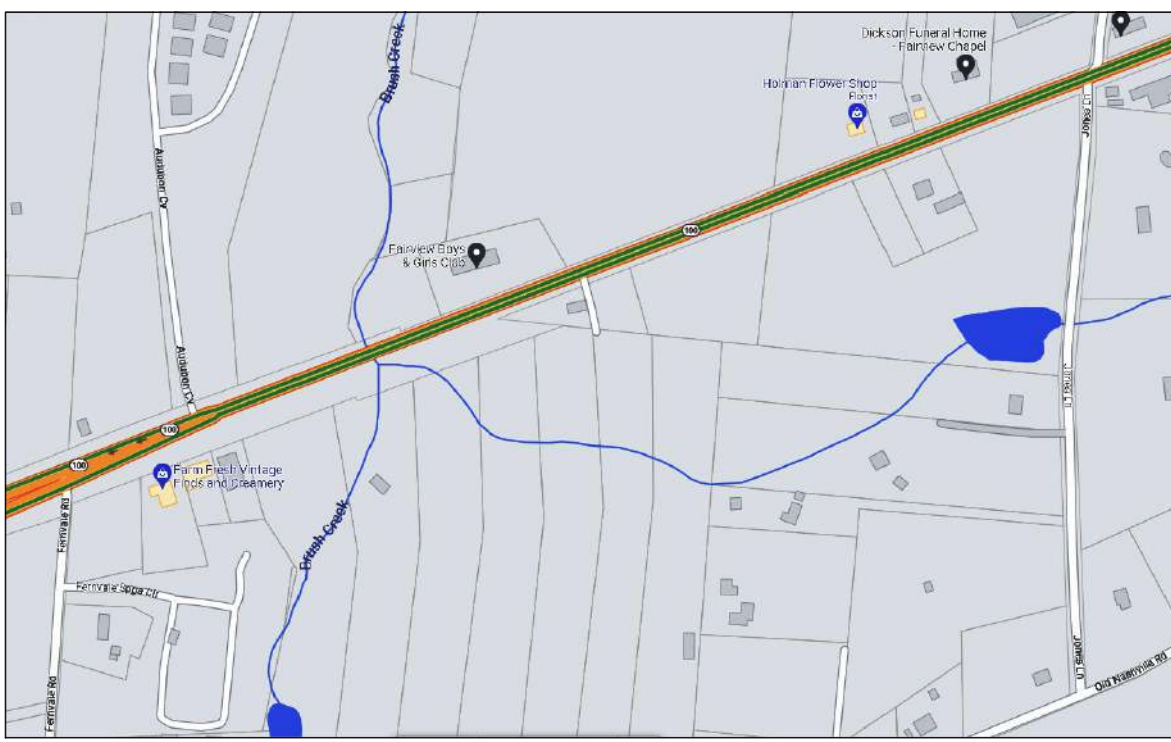 Dickson Funeral Home
- Fairview Chapel
Holman Flower Shop
Florist
Brush Creek
Jones Ln
Audubon Cv
100
Fairview Boys
& Girls Club
Audubon Cv
Jones Ln
100
100
Farm Fresh Vintage
Finds and Creamery
Fernvale Rd
Brush Creek
Fernvale Spgs Cir
Jones Ln
Old Nashville Rd
Fernvale Rd